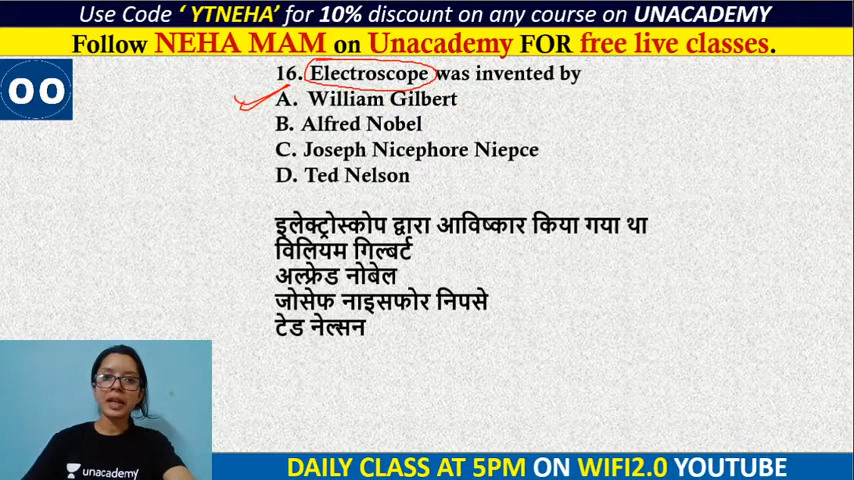 Use Code ‘ YTNEHA’ for 10% discount on any course on UNACADEMY
Follow NEHA MAM on Unacademy FOR free live classes.
00
16. Electroscope was invented by
A. William Gilbert
B. Alfred Nobel
C. Joseph Nicephore Niepce
D. Ted Nelson
इलेक्ट्रोस्कोप द्वारा आविष्कार किया गया था
विलियम गिल्बर्ट
अल्फ्रेड नोबेल
जोसेफ नाइसफोर निपसे
टेड नेल्सन
unacademy
DAILY CLASS AT 5PM ON WIFI2.0 YOUTUBE